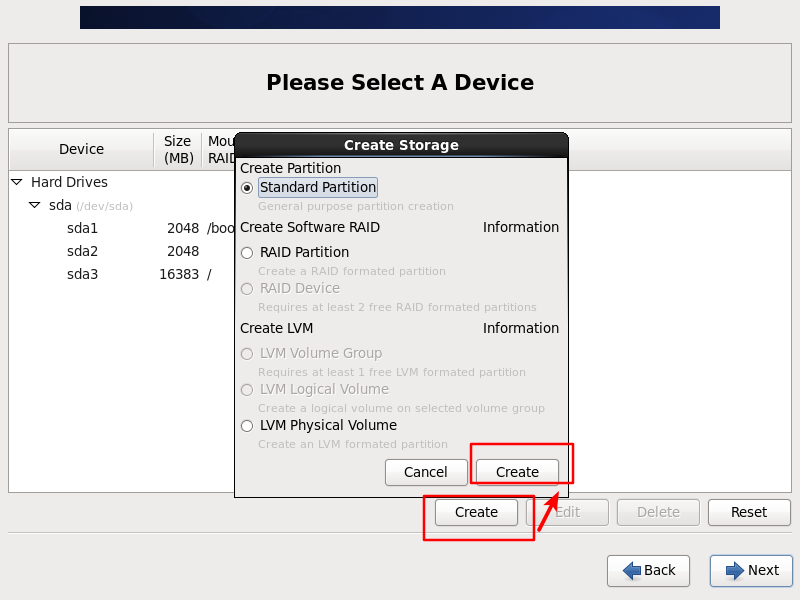 Please Select A Device
Device
Size
(MB)
Mou
RAID
Hard Drives
sda (/dev/sda)
sda1 2048 /boo
sda2 2048
sda3 16383 /
Create Storage
Create Partition
Standard Partition
General purpose partition creation
Create Software RAID Information
RAID Partition
Create a RAID formated partition
RAID Device
Requires at least 2 free RAID formated partitions
Create LVM Information
LVM Volume Group
Requires at least 1 free LVM formated partition
LVM Logical Volume
Create a logical volume on selected volume group
LVM Physical Volume
Create an LVM formated partition
Cancel Create
Create Edit Delete Reset
Back Next